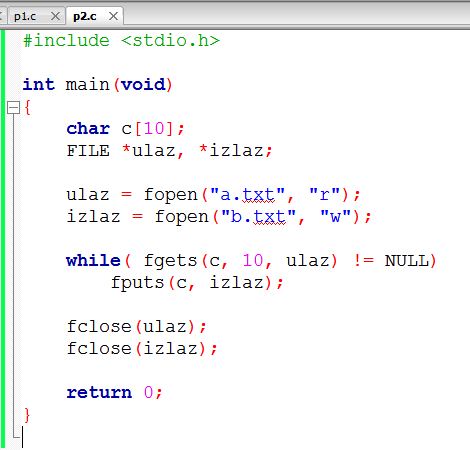 p1.c p2.c
#include <stdio.h>
int main(void)
{
char c[10];
FILE *ulaz, *izlaz;
ulaz = fopen("a.txt", "r");
izlaz = fopen("b.txt", "w");
while( fgets(c, 10, ulaz) != NULL)
fputs(c, izlaz);
fclose(ulaz);
fclose(izlaz);
return 0;
}